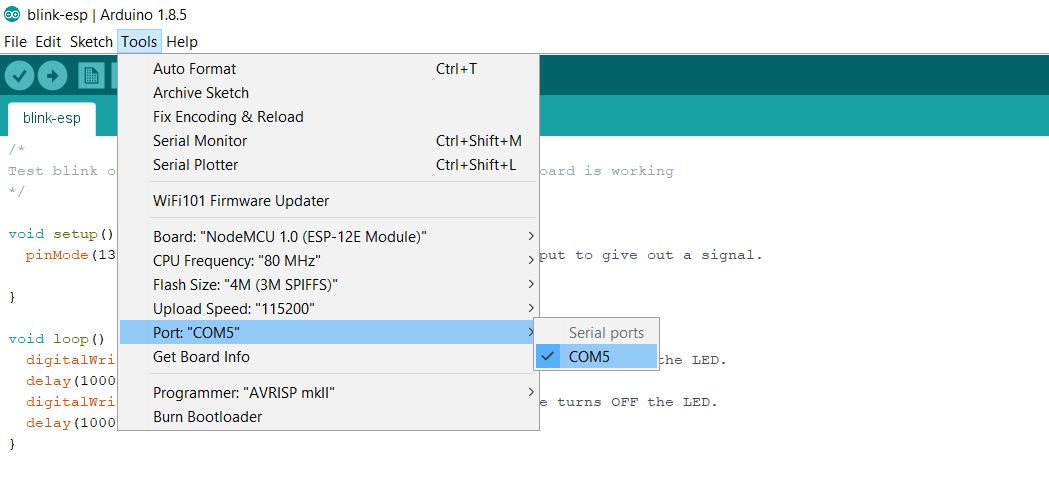 blink-esp | Arduino 1.8.5
File Edit Sketch Tools Help
Auto Format Ctrl+T
Archive Sketch
Fix Encoding & Reload
Serial Monitor Ctrl+Shift+M
Serial Plotter Ctrl+Shift+L
WiFi101 Firmware Updater
Board: "NodeMCU 1.0 (ESP-12E Module)"
CPU Frequency: "80 MHz"
Flash Size: "4M (3M SPIFFS)"
Upload Speed: "115200"
Port: "COM5"
Get Board Info
Programmer: "AVRISP mkII"
Burn Bootloader
Serial ports
COM5
blink-esp
/*
Test blink o oard is working
*/
void setup()
pinMode(13 put to give out a signal.
}
void loop()
digitalWri the LED.
delay(1000
digitalWri e turns OFF the LED.
delay(1000
}